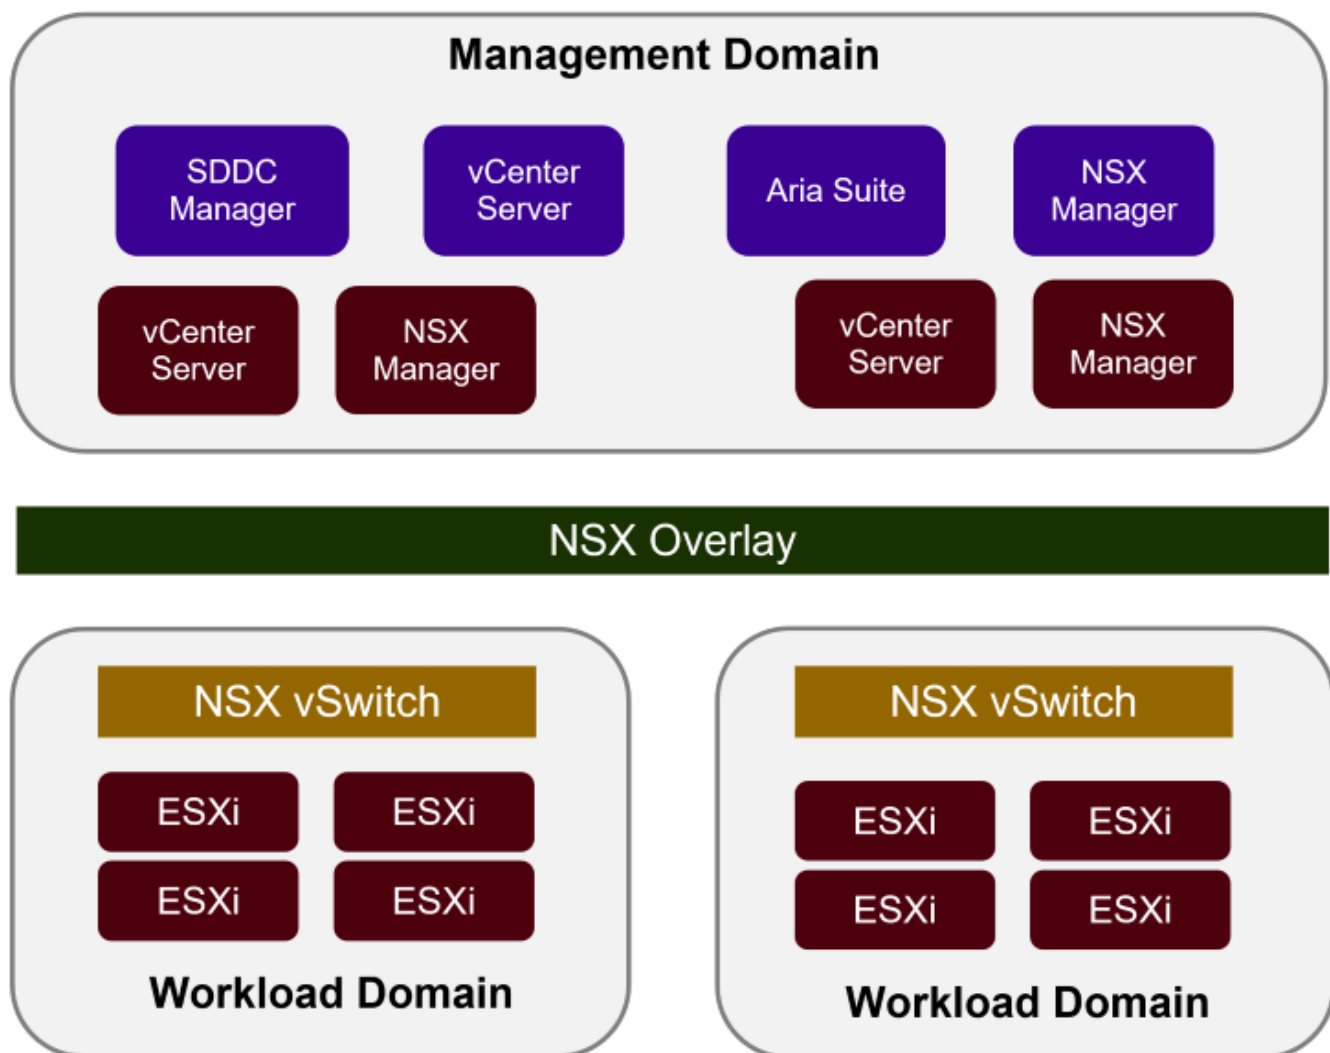 Management Domain
SDDC
Manager
vCenter
Server
Aria Suite
NSX
Manager
vCenter
Server
NSX
Manager
vCenter
Server
NSX
Manager
NSX Overlay
NSX vSwitch
ESXi
ESXi
ESXi
ESXi
Workload Domain
NSX vSwitch
ESXi
ESXi
ESXi
ESXi
Workload Domain